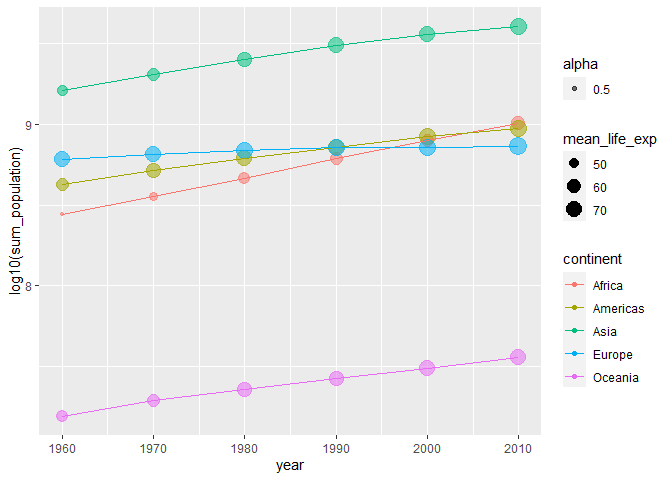 log10(sum_population)
9
8
1960 1970 1980 1990 2000 2010
year
alpha
0.5
mean_life_exp
50
60
70
continent
Africa
Americas
Asia
Europe
Oceania